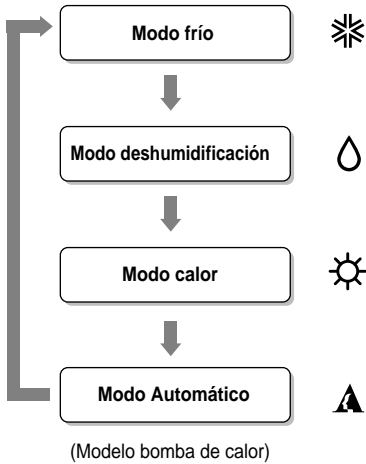 Modo frío
Modo deshumidificación
Modo calor
Modo Automático
(Modelo bomba de calor)